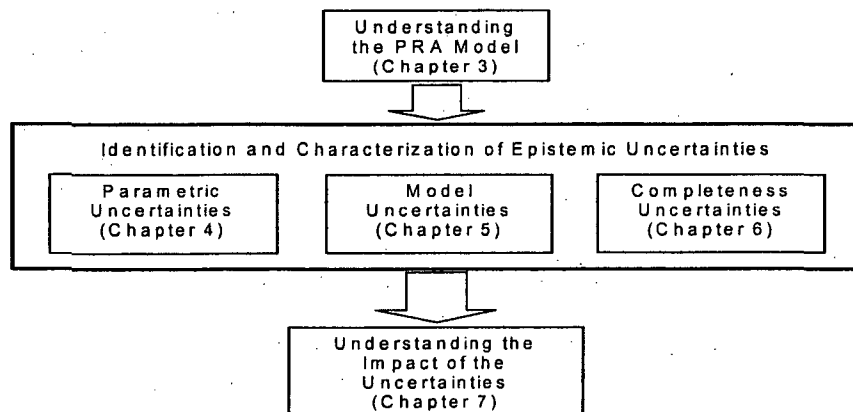 Understanding
the PRA Model
(Chapter 3)
Identification and Characterization of Epistemic Uncertainties
Parametric
Uncertainties
(Chapter 4)
Model
Uncertainties
(Chapter 5)
Completeness
Uncertainties
(Chapter 6)
Understanding the
Impact of the
Uncertainties
(Chapter 7)